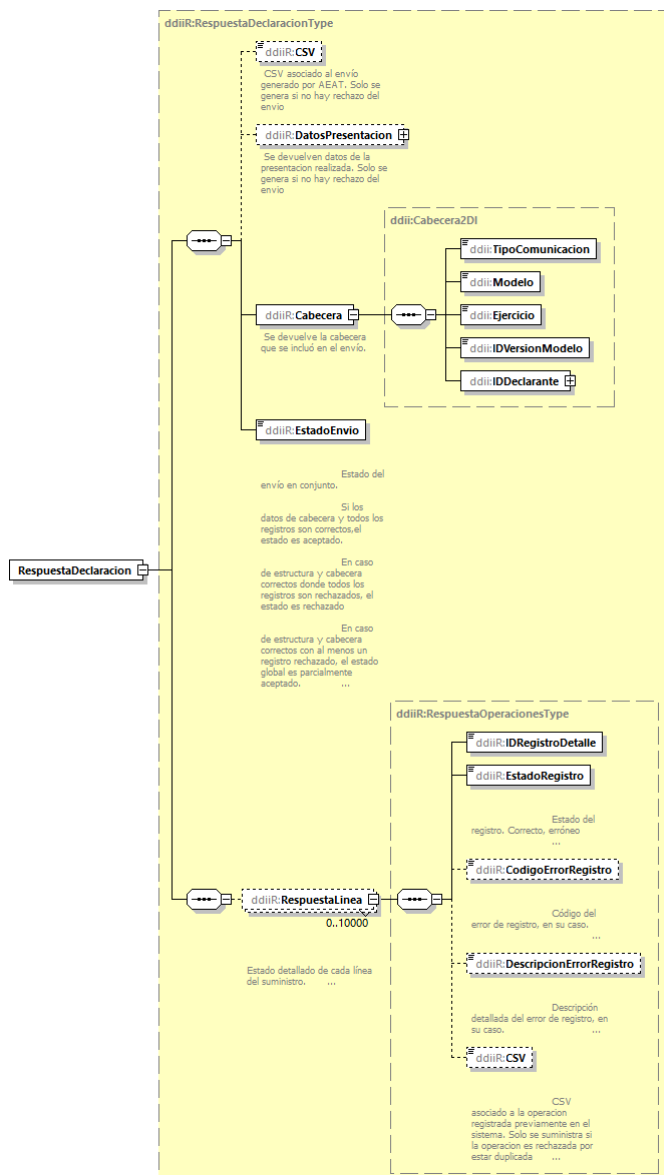 ddiiR:RespuestaDeclaracionType
ddiiR:CSV
CSV asociado al envío
generado por AEAT. Solo se
genera si no hay rechazo del
envio
ddiiR:DatosPresentacion
Se devuelven datos de la
presentacion realizada. Solo se
genera si no hay rechazo del
envio
ddii:Cabecera2DI
ddii:TipoComunicacion
ddii:Modelo
ddiiR:Cabecera
ddii:Ejercicio
Se devuelve la cabecera
que se incluó en el envío.
ddii:IDVersionModelo
ddii:IDDeclarante
ddiiR:EstadoEnvio
Estado del
envío en conjunto.
Si los
datos de cabecera y todos los
registros son correctos,el
estado es aceptado.
En caso
de estructura y cabecera
correctos donde todos los
registros son rechazados, el
estado es rechazado
RespuestaDeclaracion
En caso
de estructura y cabecera
correctos con al menos un
registro rechazado, el estado
global es parcialmente
aceptado. ...
ddiiR:RespuestaOperacionesType
ddiiR:IDRegistroDetalle
ddiiR:EstadoRegistro
Estado del
registro. Correcto, erróneo
...
ddiiR:CodigoErrorRegistro
ddiiR:RespuestaLinea
0..10000
Código del
error de registro, en su caso.
...
Estado detallado de cada línea
del suministro. ...
ddiiR:DescripcionErrorRegistro
Descripción
detallada del error de registro, en
su caso. ...
ddiiR:CSV
CSV
asociado a la operacion
registrada previamente en el
sistema. Solo se suministra si
la operacion es rechazada por
estar duplicada ...